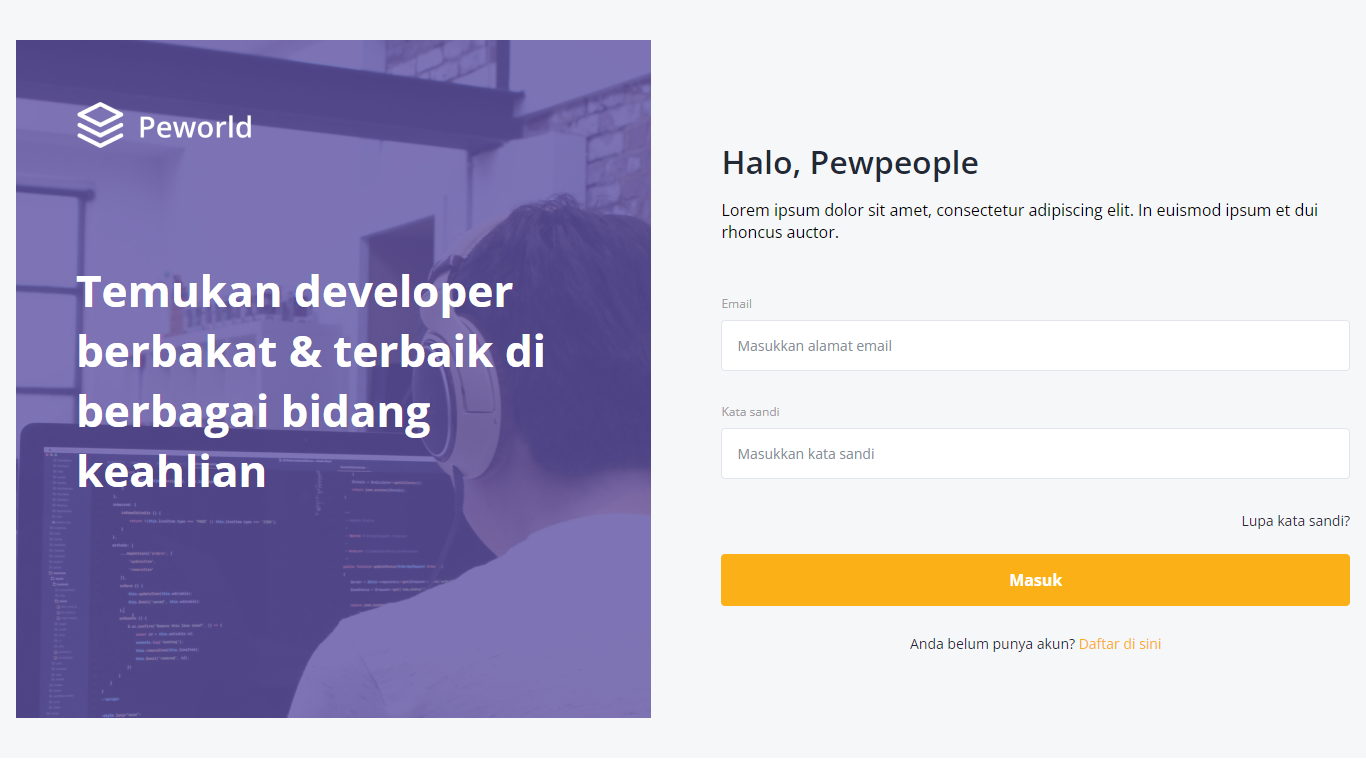 Peworld
Temukan developer
berbakat & terbaik di
berbagai bidang
keahlian
Halo, Pewpeople
Lorem ipsum dolor sit amet, consectetur adipiscing elit. In euismod ipsum et dui
rhoncus auctor.
Email
Masukkan alamat email
Kata sandi
Masukkan kata sandi
Lupa kata sandi?
Masuk
Anda belum punya akun? Daftar di sini